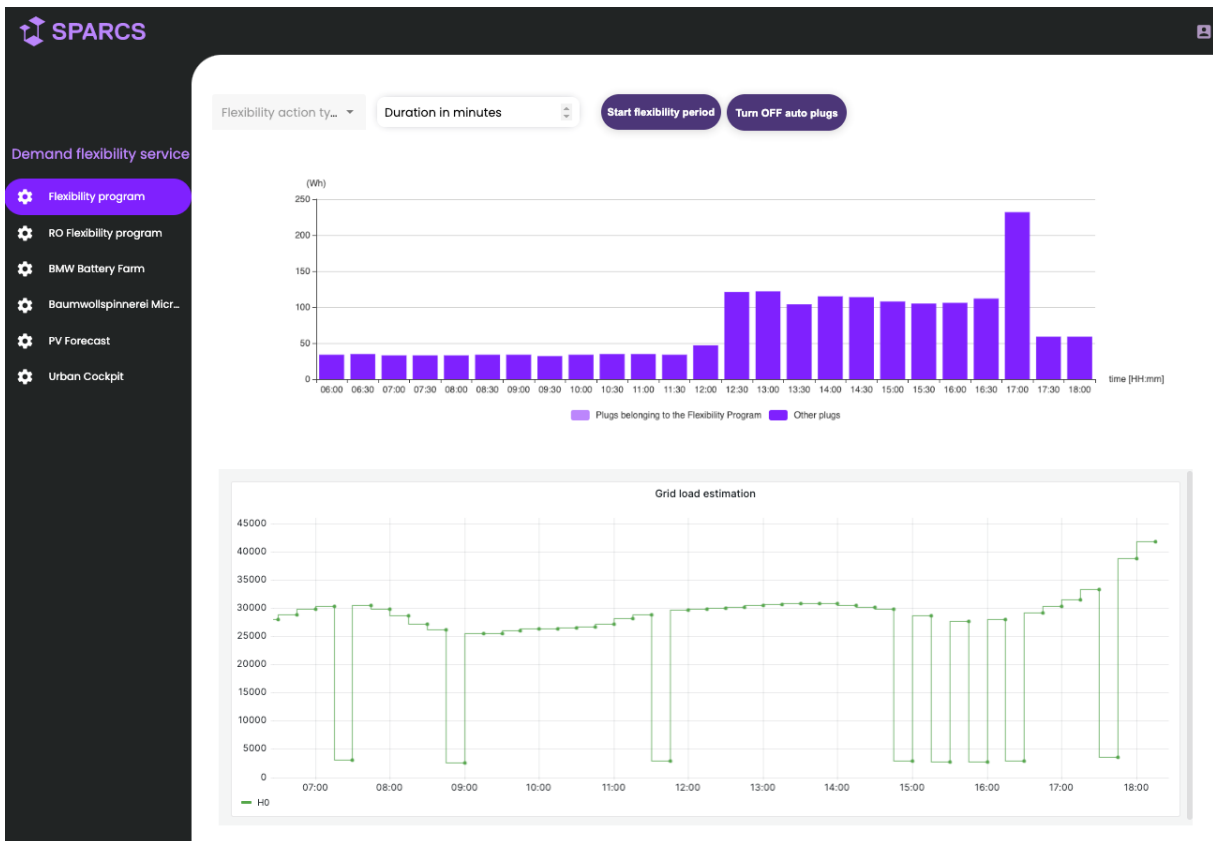 SPARCS
Flexibility action ty...
Duration in minutes
Start flexibility period
Turn OFF auto plugs
Demand flexibility service
Flexibility program
RO Flexibility program
BMW Battery Farm
Baumwollspinnerei Micr...
PV Forecast
Urban Cockpit
(Wh)
250
200
150
100
50
0
06:00 06:30 07:00 07:30 08:00 08:30 09:00 09:30 10:00 10:30 11:00 11:30 12:00 12:30 13:00 13:30 14:00 14:30 15:00 15:30 16:00 16:30 17:00 17:30 18:00
time [HH:mm]
Plugs belonging to the Flexibility Program Other plugs
Grid load estimation
45000
40000
35000
30000
25000
20000
15000
10000
5000
0
07:00 08:00 09:00 10:00 11:00 12:00 13:00 14:00 15:00 16:00 17:00 18:00
H0